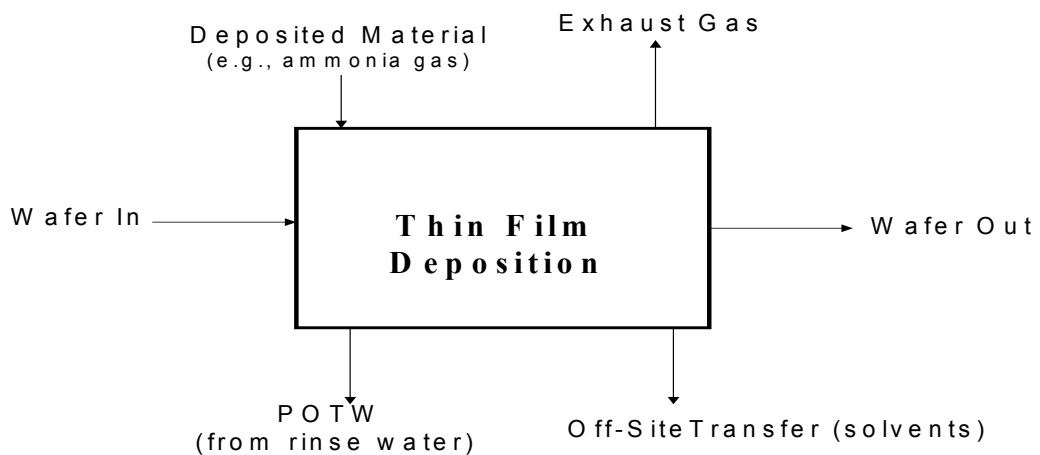 Deposited Material
(e.g., ammonia gas)
Exhaust Gas
Wafer In
Thin Film
Deposition
Wafer Out
POTW
(from rinse water)
Off-Site Transfer (solvents)